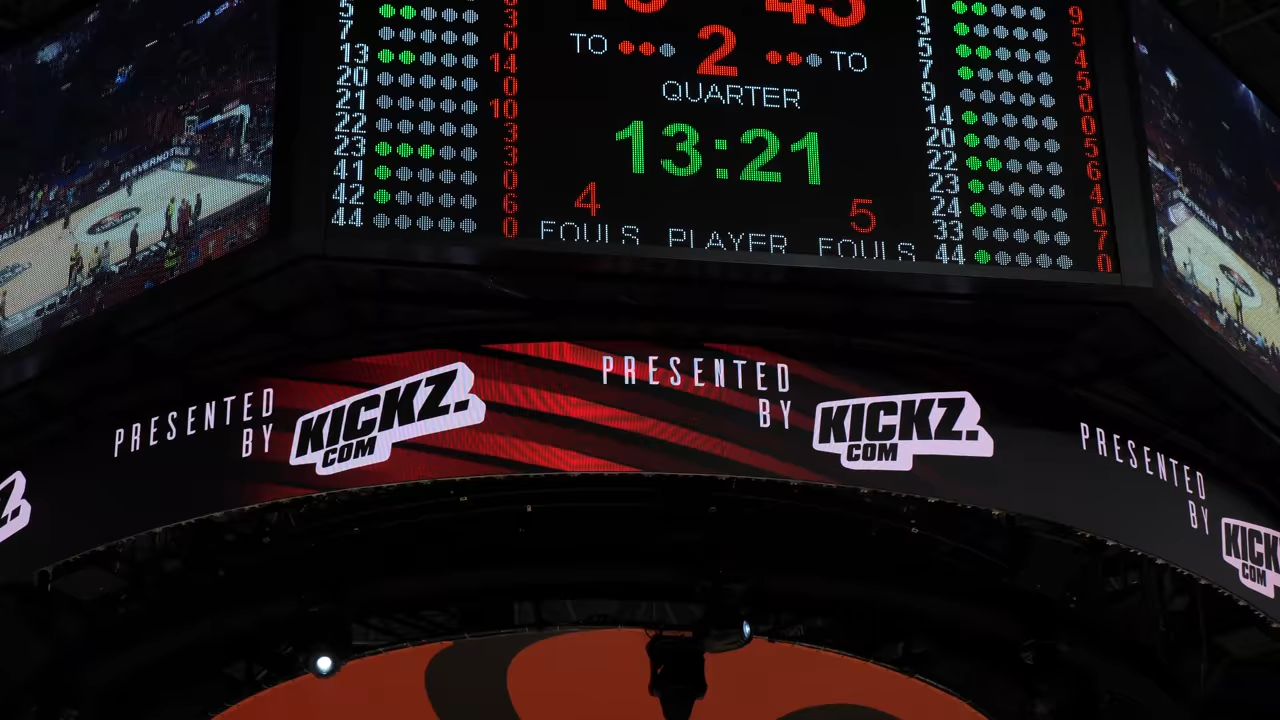 45
TO 2 TO
QUARTER
13:21
4 5
FOULS PLAYER FOULS
5 3
7 0
13 14
20 0
21 10
22 3
23 3
41 0
42 6
44 0
1 9
3 5
5 4
7 5
9 0
14 0
20 5
22 6
23 4
24 0
33 7
44 0
PRESENTED
BY
KICKZ.
COM
PRESENTED
BY
KICKZ.
COM
PRESENTED
BY
KICK
COM
Z.